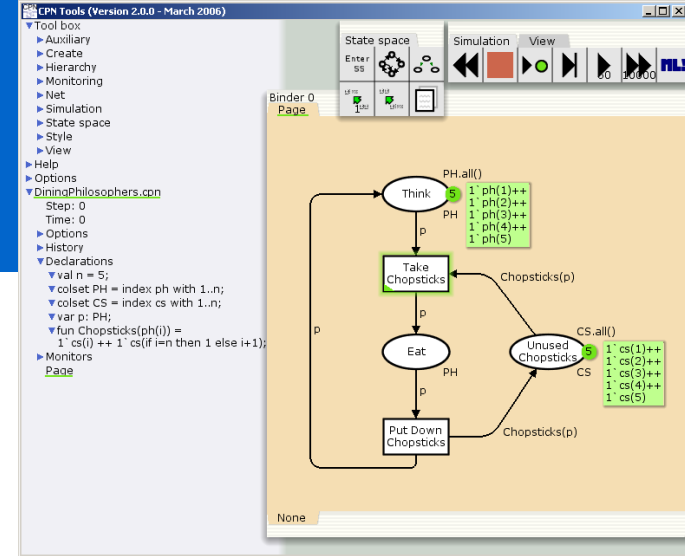 CPN Tools (Version 2.0.0 - March 2006)
Tool box
Auxiliary
Create
Hierarchy
Monitoring
Net
Simulation
State space
Style
View
Help
Options
DiningPhilosophers.cpn
Step: 0
Time: 0
Options
History
Declarations
val n = 5;
colset PH = index ph with 1..n;
colset CS = index cs with 1..n;
var p: PH;
fun Chopsticks(ph(i)) =
1`cs(i) ++ 1`cs(if i=n then 1 else i+1);
Monitors
Page
State space
Enter
SS
Simulation
View
50
10000
ML!
Binder 0
Page
PH.all()
Think
5
1`ph(1)++
1`ph(2)++
1`ph(3)++
1`ph(4)++
1`ph(5)
PH
p
Take
Chopsticks
Chopsticks(p)
p
p
CS.all()
Eat
Unused
Chopsticks
5
1`cs(1)++
1`cs(2)++
1`cs(3)++
1`cs(4)++
1`cs(5)
PH
CS
p
Put Down
Chopsticks
Chopsticks(p)
None